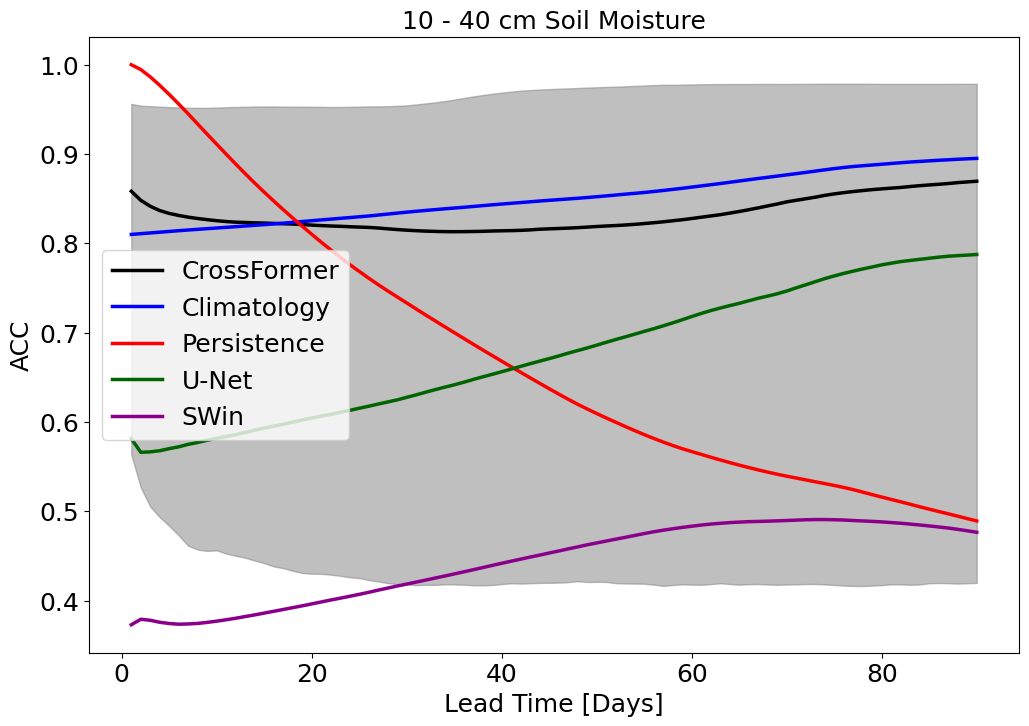 10 - 40 cm Soil Moisture
1.0
0.9
0.8
0.7
0.6
0.5
0.4
ACC
CrossFormer
Climatology
Persistence
U-Net
SWin
0 20 40 60 80
Lead Time [Days]